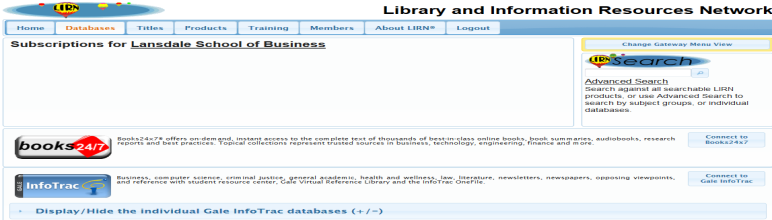 LIRN
Library and Information Resources Network
Home Databases Titles Products Training Members About LIRN® Logout
Subscriptions for Lansdale School of Business
Change Gateway Menu View
LIRN search
Advanced Search
Search against all searchable LIRN
products, or use Advanced Search to
search by subject groups, or individual
databases.
books 24/7
Books24x7® offers on-demand, instant access to the complete text of thousands of best-in-class online books, book summaries, audiobooks, research
reports and best practices. Topical collections represent trusted sources in business, technology, engineering, finance and more.
Connect to
Books24x7
GALE InfoTrac
Business, computer science, criminal justice, general academic, health and wellness, law, literature, newsletters, newspapers, opposing viewpoints,
and reference with student resource center, Gale Virtual Reference Library and the InfoTrac OneFile.
Connect to
Gale InfoTrac
Display/Hide the individual Gale InfoTrac databases (+/-)